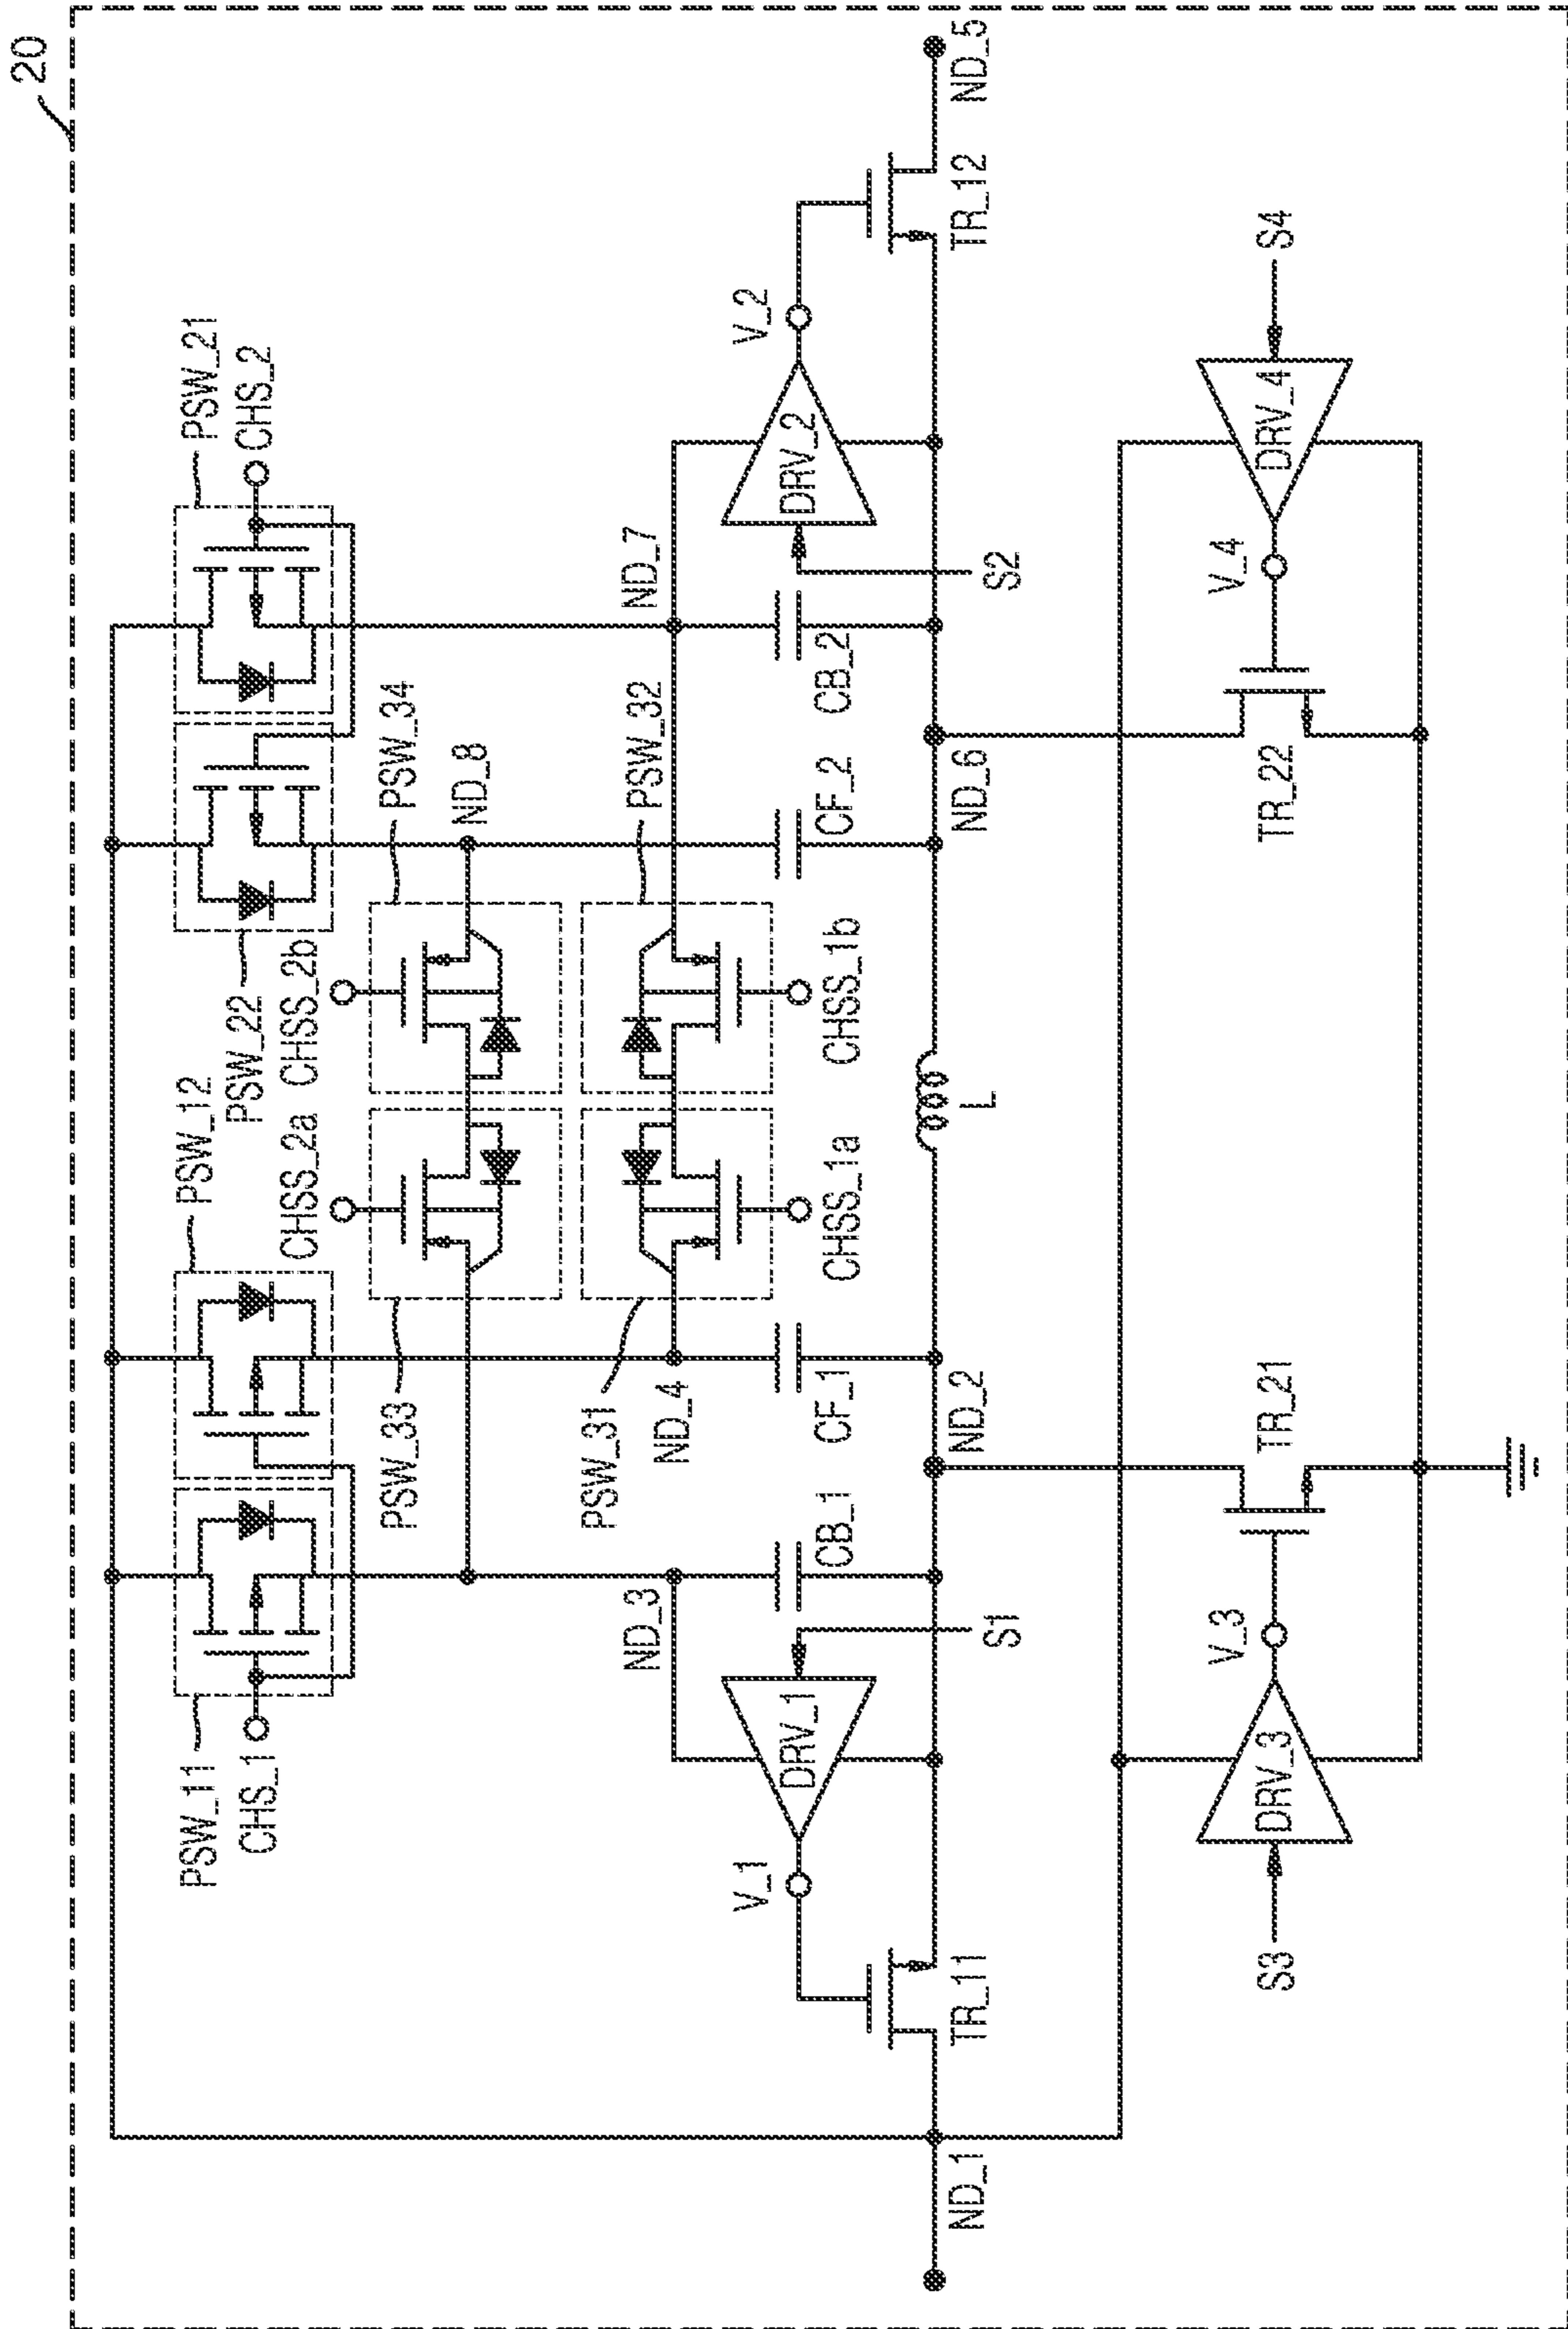 20
PSW_11
CHS_1
PSW_12
PSW_22
PSW_21
CHS_2
CHSS_2a
CHSS_2b
PSW_33
PSW_34
ND_8
PSW_31
PSW_32
ND_3
ND_4
ND_7
CHSS_1a
CHSS_1b
V_1
DRV_1
CB_1
CF_1
CF_2
CB_2
DRV_2
V_2
ND_1
TR_11
S1
ND_2
L
ND_6
S2
TR_12
ND_5
S3
DRV_3
V_3
TR_21
TR_22
V_4
DRV_4
S4